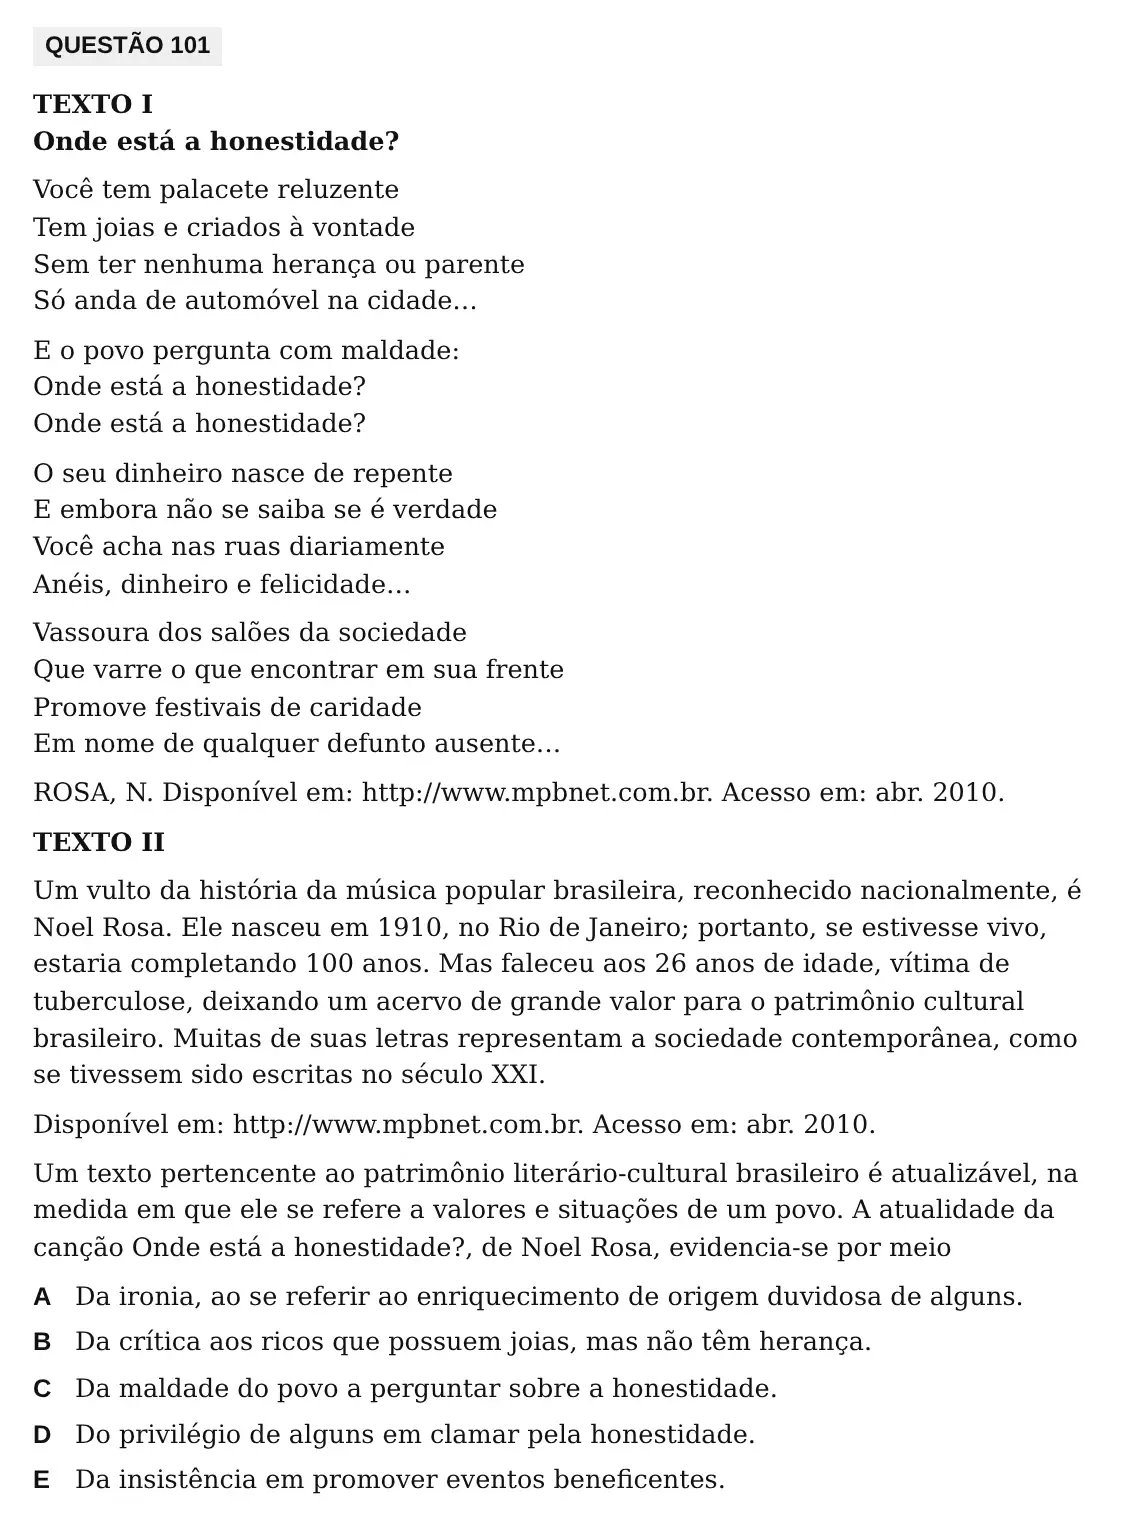 QUESTÃO 101
TEXTO I
Onde está a honestidade?
Você tem palacete reluzente
Tem joias e criados à vontade
Sem ter nenhuma herança ou parente
Só anda de automóvel na cidade…
E o povo pergunta com maldade:
Onde está a honestidade?
Onde está a honestidade?
O seu dinheiro nasce de repente
E embora não se saiba se é verdade
Você acha nas ruas diariamente
Anéis, dinheiro e felicidade…
Vassoura dos salões da sociedade
Que varre o que encontrar em sua frente
Promove festivais de caridade
Em nome de qualquer defunto ausente…
ROSA, N. Disponível em: http://www.mpbnet.com.br. Acesso em: abr. 2010.
TEXTO II
Um vulto da história da música popular brasileira, reconhecido nacionalmente, é
Noel Rosa. Ele nasceu em 1910, no Rio de Janeiro; portanto, se estivesse vivo,
estaria completando 100 anos. Mas faleceu aos 26 anos de idade, vítima de
tuberculose, deixando um acervo de grande valor para o patrimônio cultural
brasileiro. Muitas de suas letras representam a sociedade contemporânea, como
se tivessem sido escritas no século XXI.
Disponível em: http://www.mpbnet.com.br. Acesso em: abr. 2010.
Um texto pertencente ao patrimônio literário-cultural brasileiro é atualizável, na
medida em que ele se refere a valores e situações de um povo. A atualidade da
canção Onde está a honestidade?, de Noel Rosa, evidencia-se por meio
A Da ironia, ao se referir ao enriquecimento de origem duvidosa de alguns.
B Da crítica aos ricos que possuem joias, mas não têm herança.
C Da maldade do povo a perguntar sobre a honestidade.
D Do privilégio de alguns em clamar pela honestidade.
E Da insistência em promover eventos beneficentes.